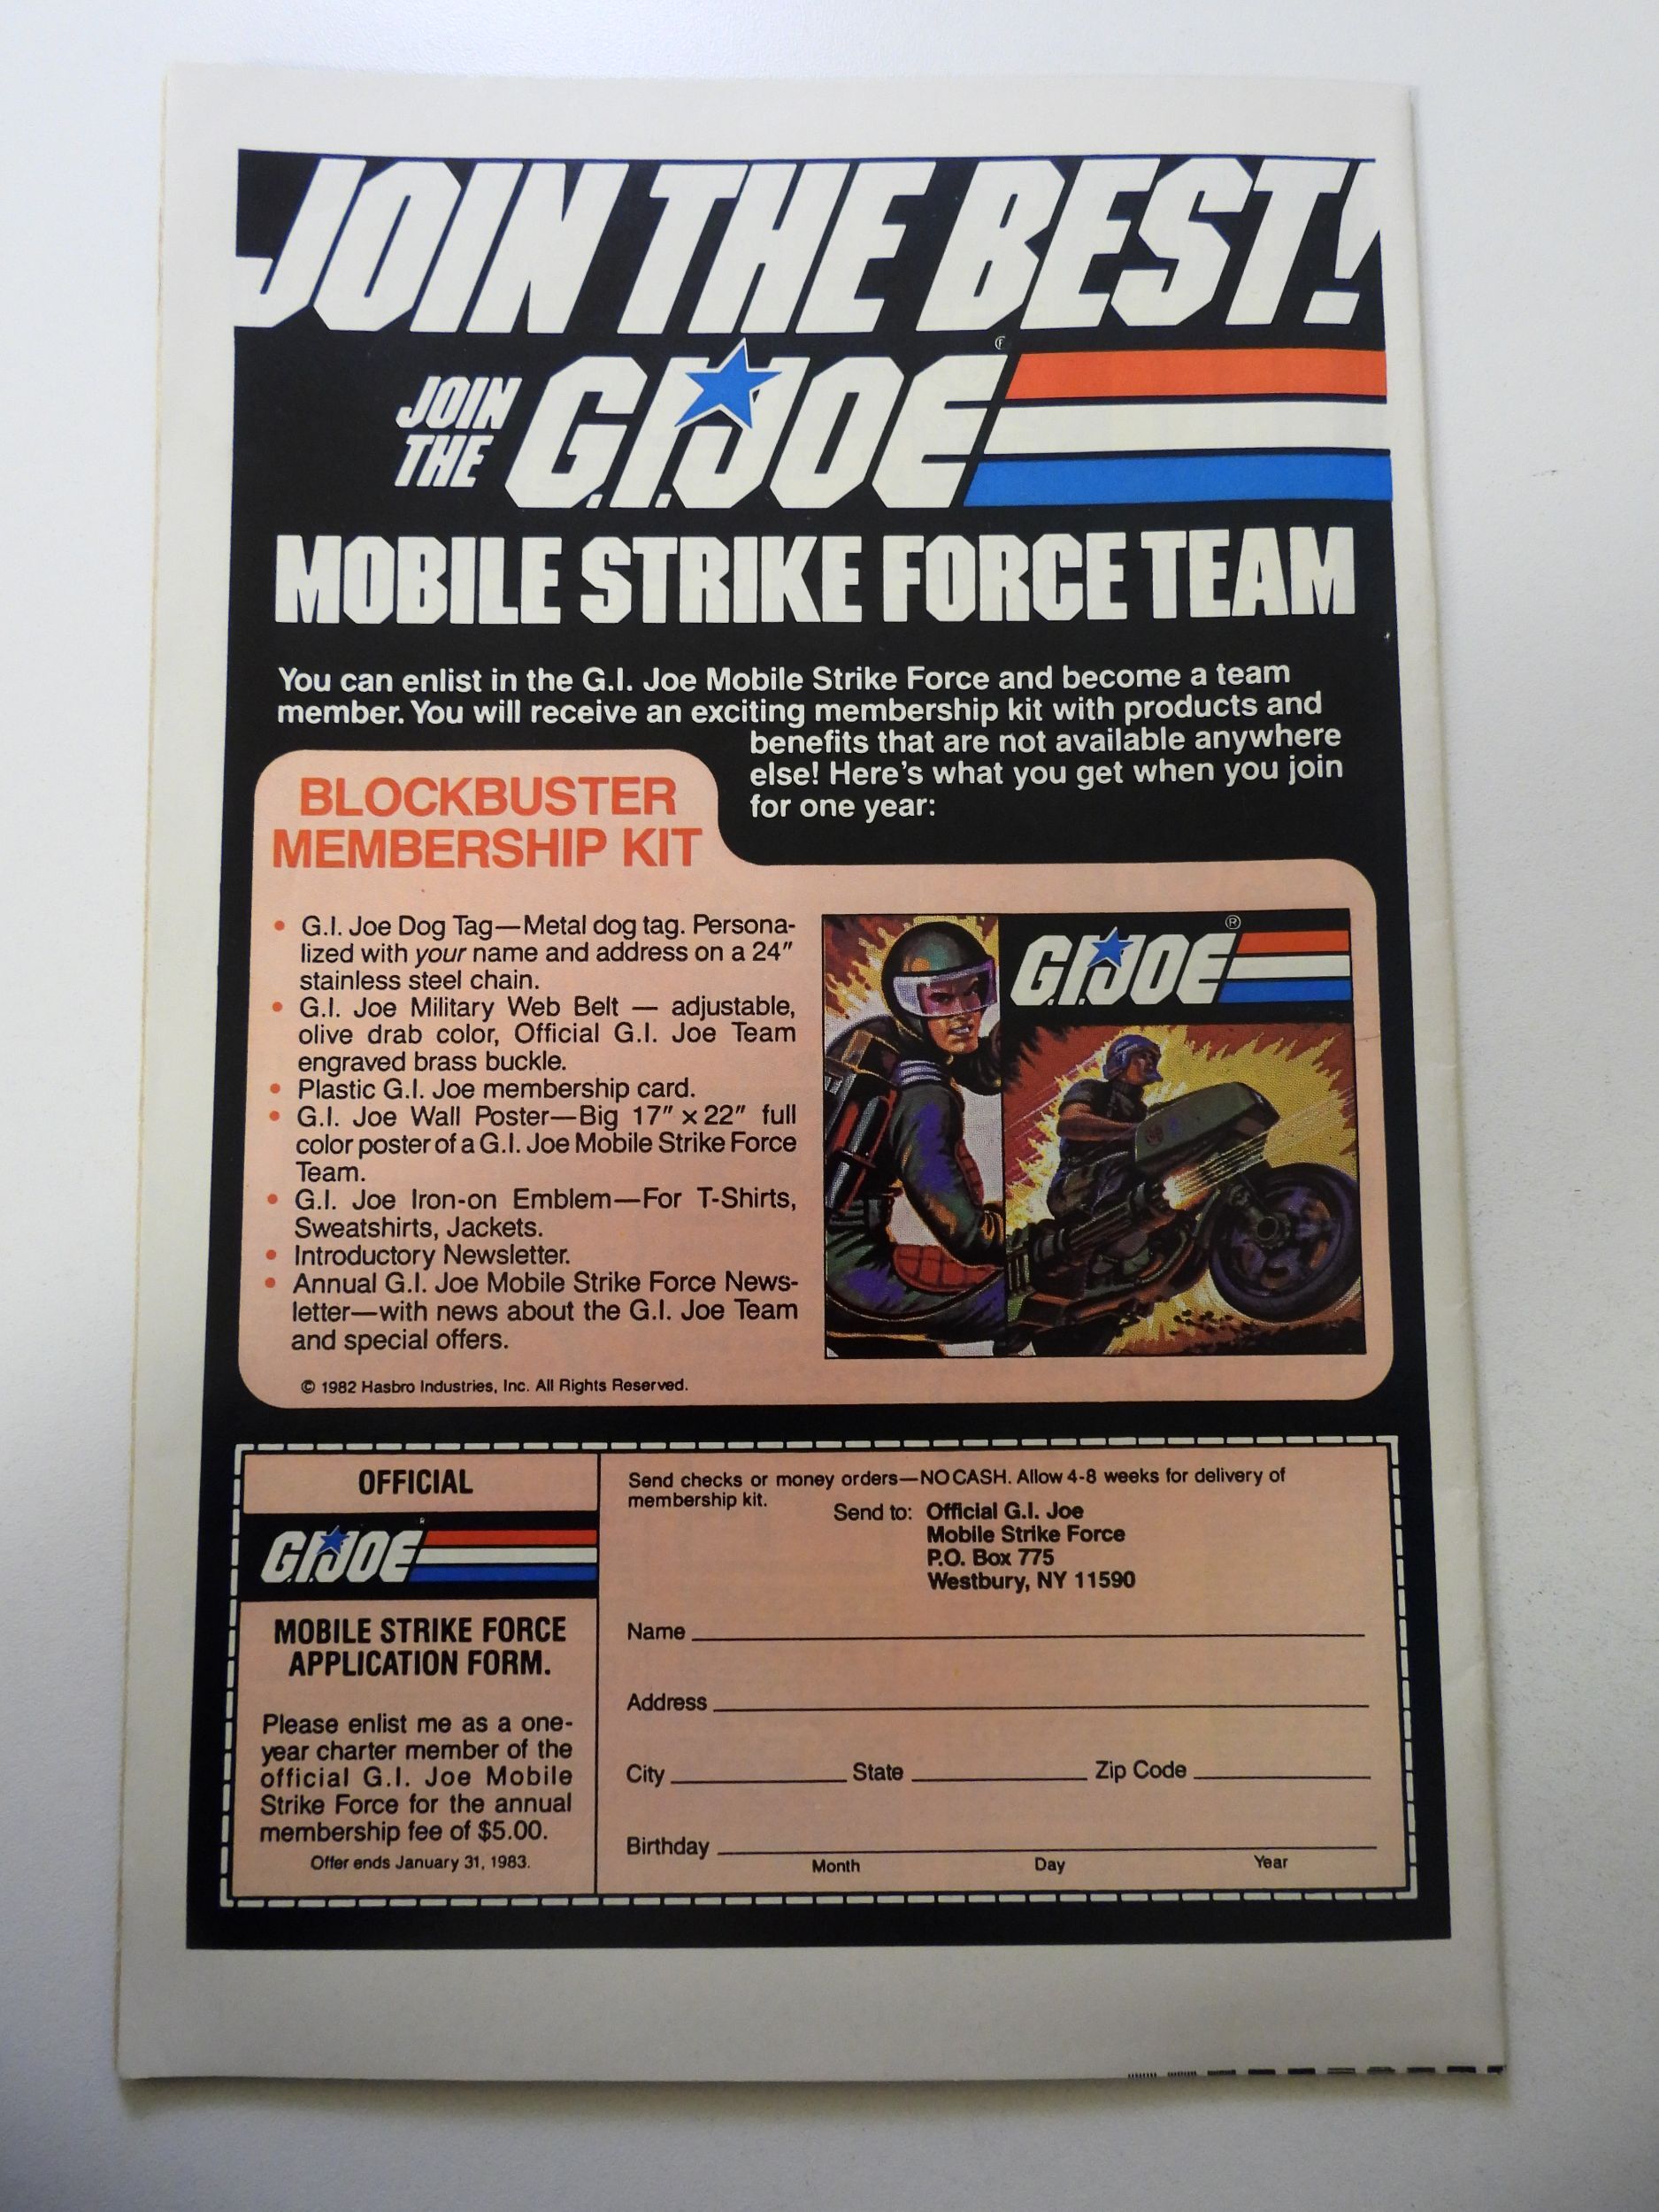 JOIN THE BEST!
JOIN
THE
G.I. JOE
®
MOBILE STRIKE FORCE TEAM
You can enlist in the G.I. Joe Mobile Strike Force and become a team
member. You will receive an exciting membership kit with products and
benefits that are not available anywhere
else! Here's what you get when you join
for one year:
BLOCKBUSTER
MEMBERSHIP KIT
• G.I. Joe Dog Tag—Metal dog tag. Persona-
lized with your name and address on a 24"
stainless steel chain.
• G.I. Joe Military Web Belt — adjustable,
olive drab color, Official G.I. Joe Team
engraved brass buckle.
• Plastic G.I. Joe membership card.
• G.I. Joe Wall Poster—Big 17" x 22" full
color poster of a G.I. Joe Mobile Strike Force
Team.
• G.I. Joe Iron-on Emblem—For T-Shirts,
Sweatshirts, Jackets.
• Introductory Newsletter.
• Annual G.I. Joe Mobile Strike Force News-
letter—with news about the G.I. Joe Team
and special offers.
© 1982 Hasbro Industries, Inc. All Rights Reserved.
G.I. JOE ®
OFFICIAL
G.I. JOE ®
MOBILE STRIKE FORCE
APPLICATION FORM.
Please enlist me as a one-
year charter member of the
official G.I. Joe Mobile
Strike Force for the annual
membership fee of $5.00.
Offer ends January 31, 1983.
Send checks or money orders—NO CASH. Allow 4-8 weeks for delivery of
membership kit.
Send to: Official G.I. Joe
Mobile Strike Force
P.O. Box 775
Westbury, NY 11590
Name
Address
City State Zip Code
Birthday
Month Day Year